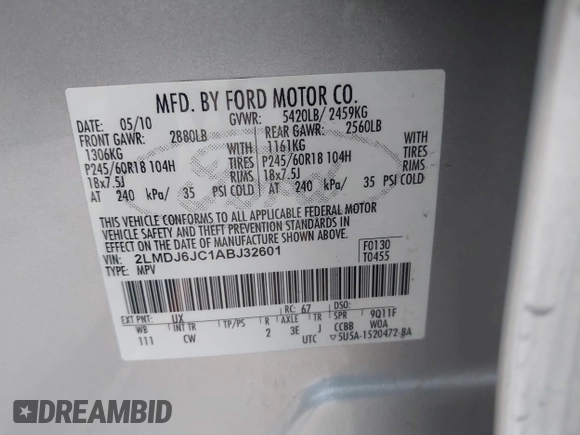 MFD. BY FORD MOTOR CO.
DATE: 05/10 GVWR: 5420LB/ 2459KG
FRONT GAWR: 2880LB REAR GAWR: 2560LB
1306KG WITH 1161KG WITH
P245/60R18 104H TIRES P245/60R18 104H TIRES
18x7.5J RIMS 18x7.5J RIMS
AT 240 kPa/ 35 PSI COLD AT 240 kPa/ 35 PSI COLD
THIS VEHICLE CONFORMS TO ALL APPLICABLE FEDERAL MOTOR
VEHICLE SAFETY AND BUMPER AND THEFT PREVENTION STANDARDS IN
EFFECT ON THE DATE OF MANUFACTURE SHOWN ABOVE.
VIN: 2LMDJ6JC1ABJ32601 F0130
TYPE: MPV T0455
EXT PNT: UX RC: 67 DSO:
WB INT TR TP/PS R AXLE TR SPR 9Q11F
111 CW 2 3E J CCBB WOA
UTC ▽5U5A-1520472-BA
DREAMBID